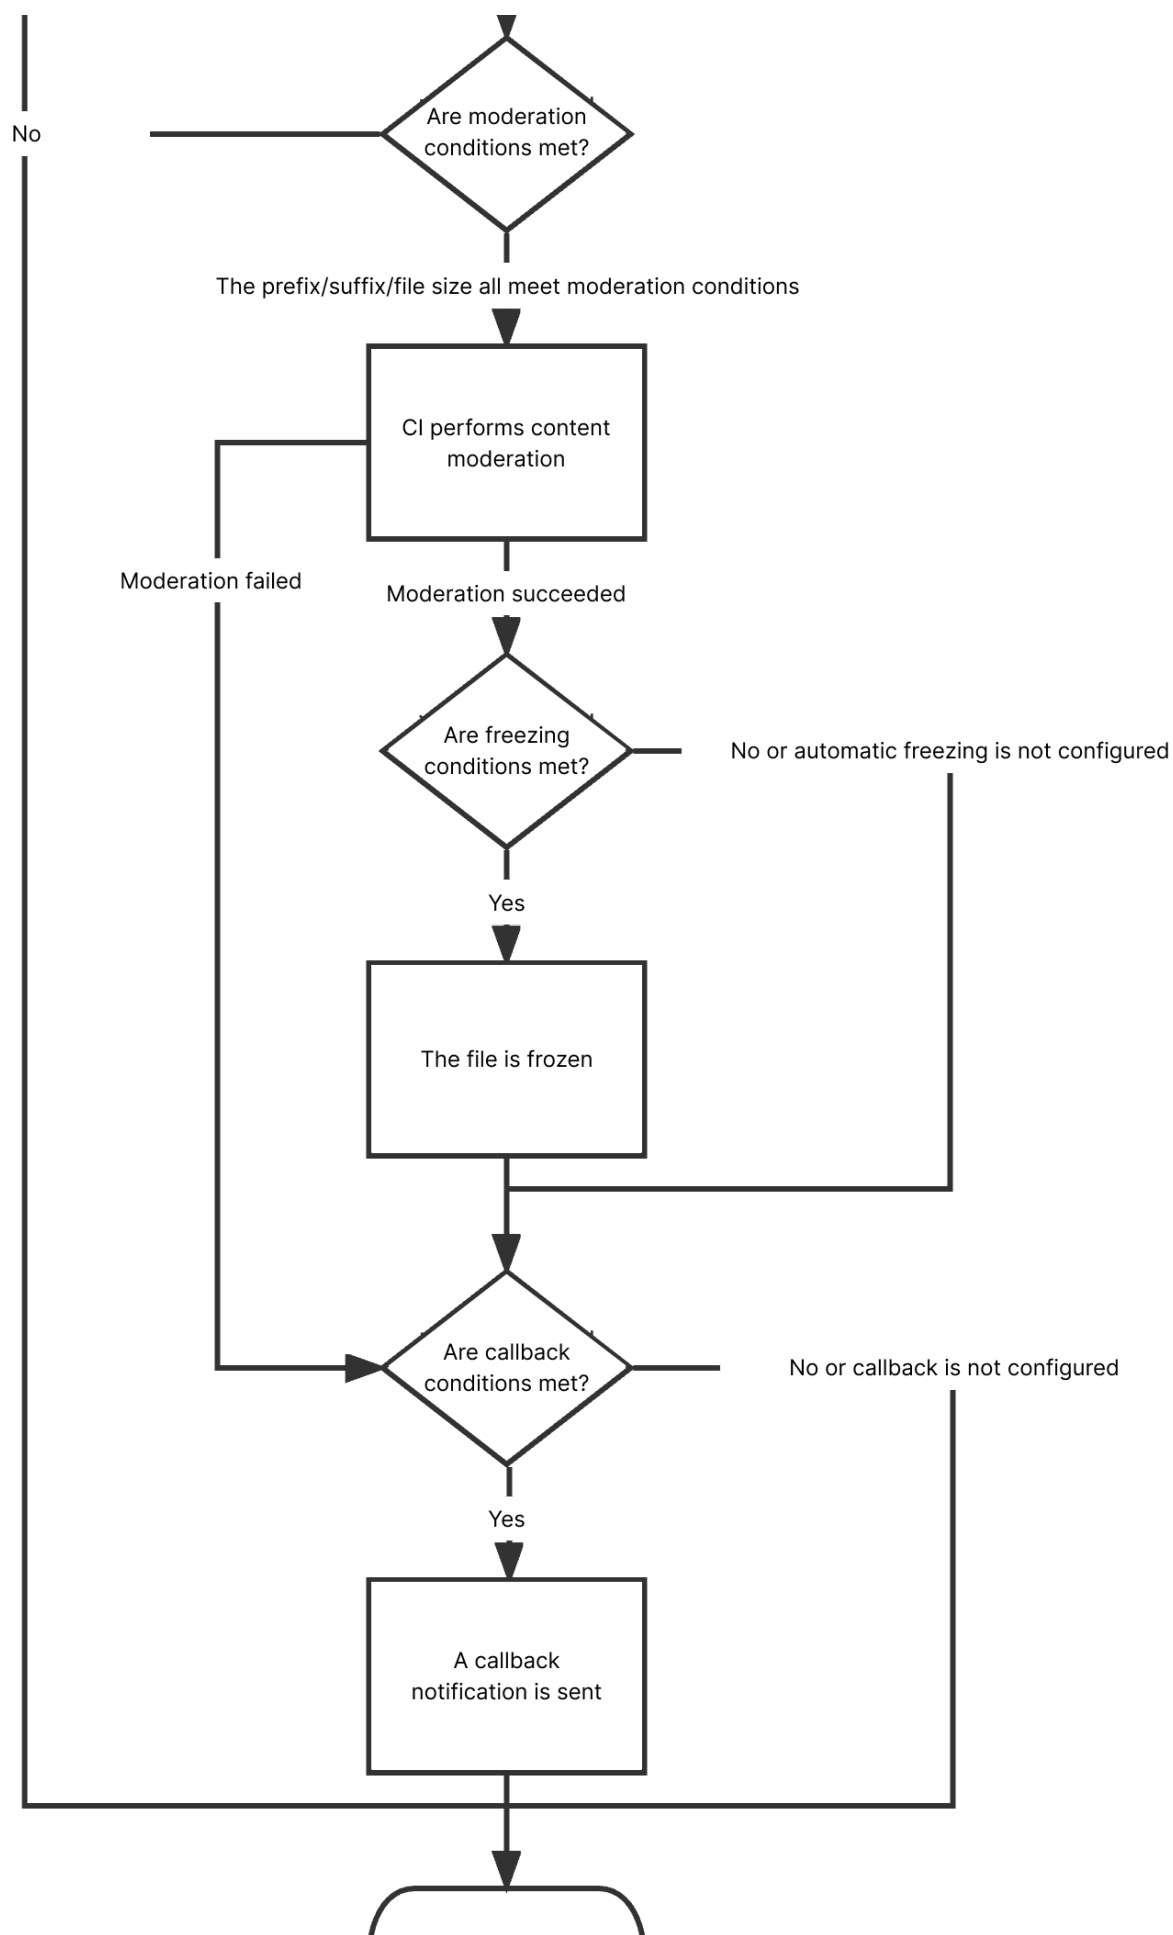 Are moderation
conditions met?
No
The prefix/suffix/file size all meet moderation conditions
CI performs content
moderation
Moderation failed
Moderation succeeded
Are freezing
conditions met?
No or automatic freezing is not configured
Yes
The file is frozen
Are callback
conditions met?
No or callback is not configured
Yes
A callback
notification is sent